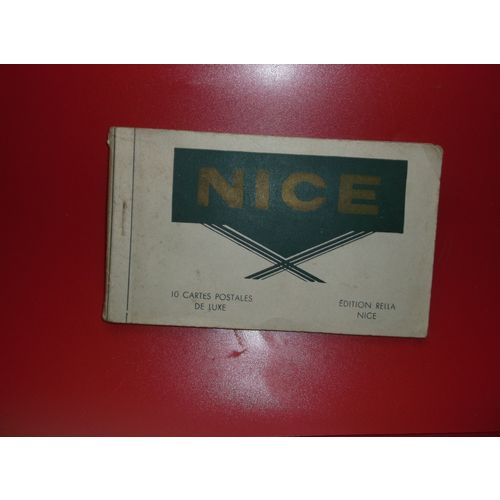 NICE
10 CARTES POSTALES
DE LUXE
ÉDITION RELLA
NICE